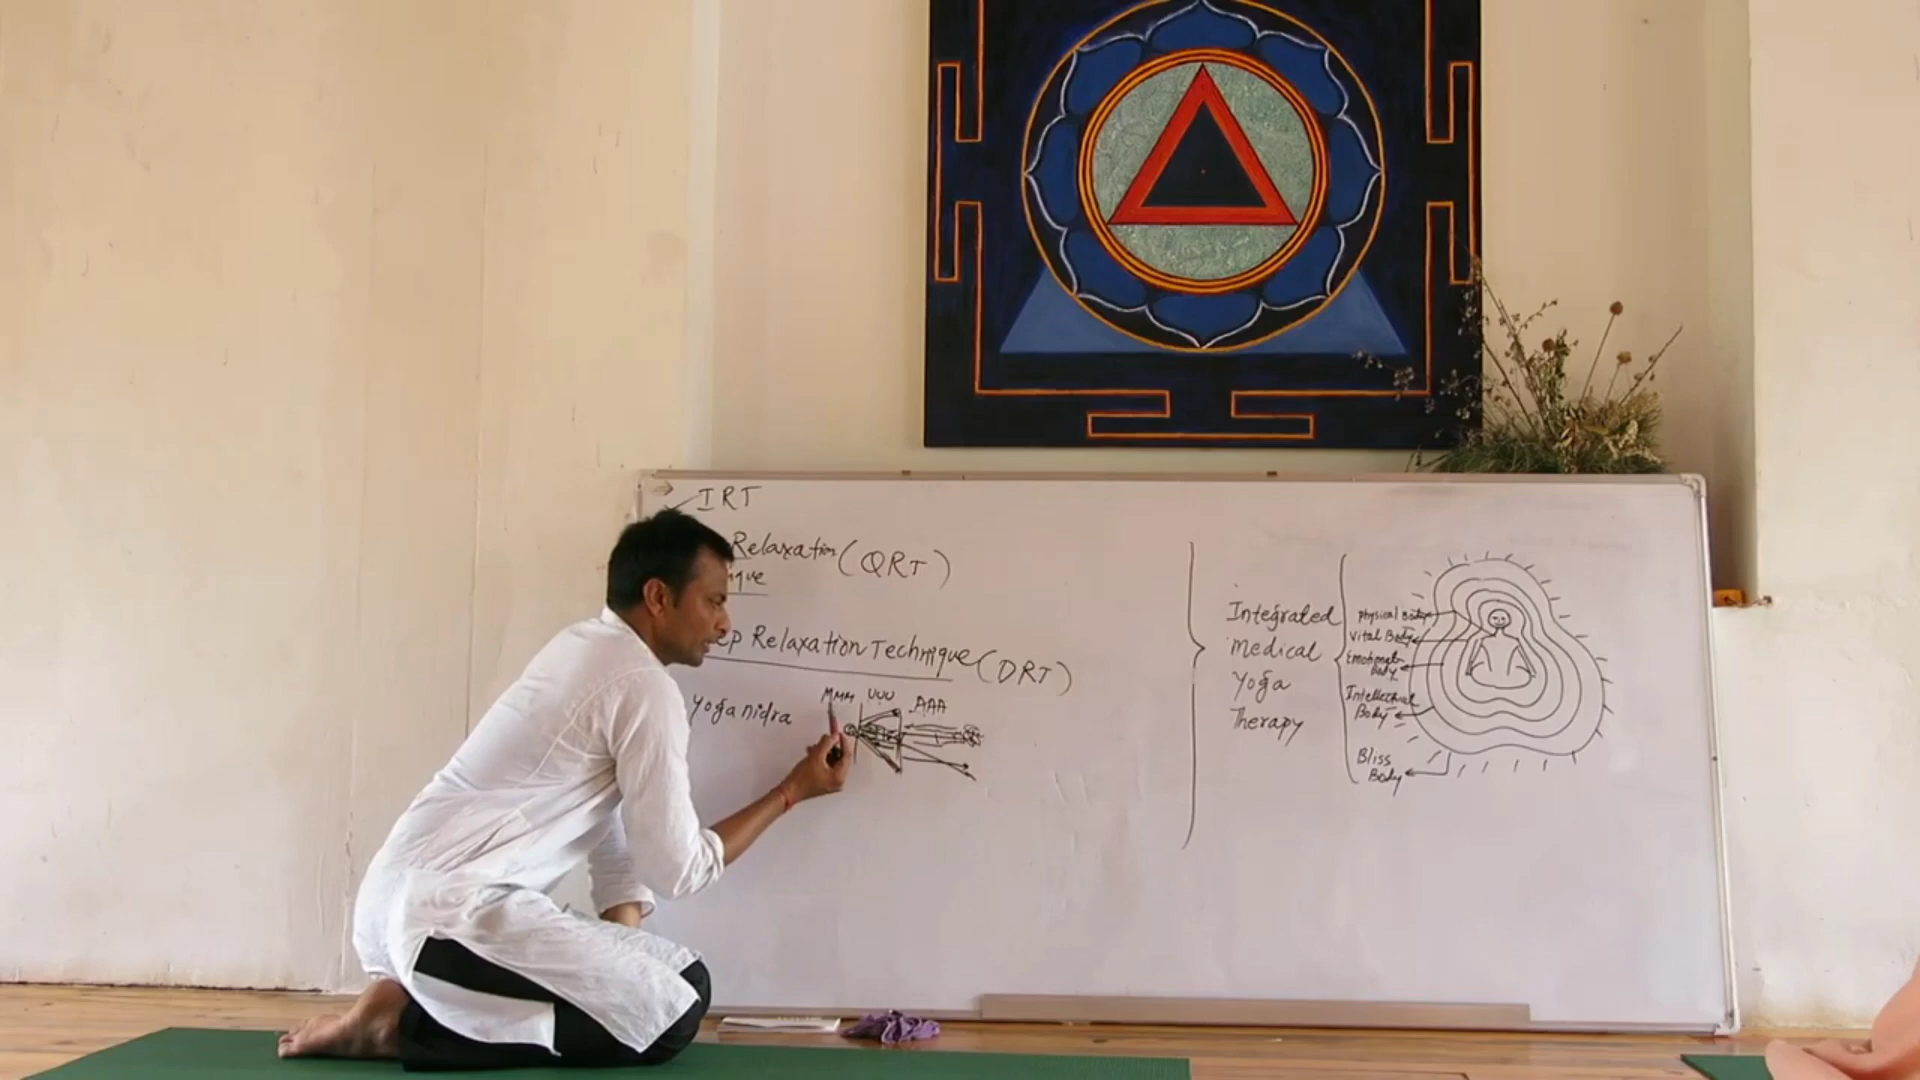 IRT
Relaxation (QRT)
ique
ep Relaxation Technique (DRT)
Yoga nidra
MMM UUU AAA
Integrated
Medical
Yoga
Therapy
Physical Body
Vital Body
Emotional
Body
Intellectual
Body
Bliss
Body